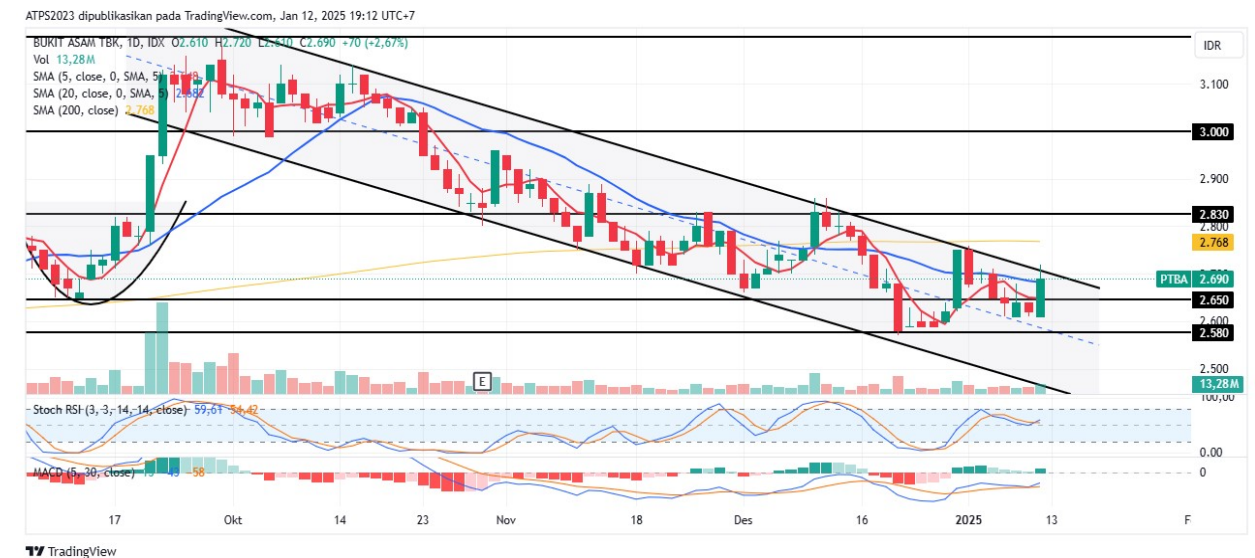 ATPS2023 dipublikasikan pada TradingView.com, Jan 12, 2025 19:12 UTC+7
BUKIT ASAM TBK, 1D, IDX O2.610 H2.720 L2.610 C2.690 +70 (+2,67%)
IDR
Vol 13,28M
SMA (5, close, 0, SMA, 5)
SMA (20, close, 0, SMA, 5) 2.682
SMA (200, close) 2.768
3.100
3.000
2.900
2.830
2.800
2.768
PTBA 2.690
2.650
2.600
2.580
2.500
E
13,28M
100,00
Stoch RSI (3, 3, 14, 14, close) 59,61 54,42
0.00
MACD (5, 30, close) 15 -43 -58
0
17 Okt 14 23 Nov 18 Des 16 2025 13 F
TradingView